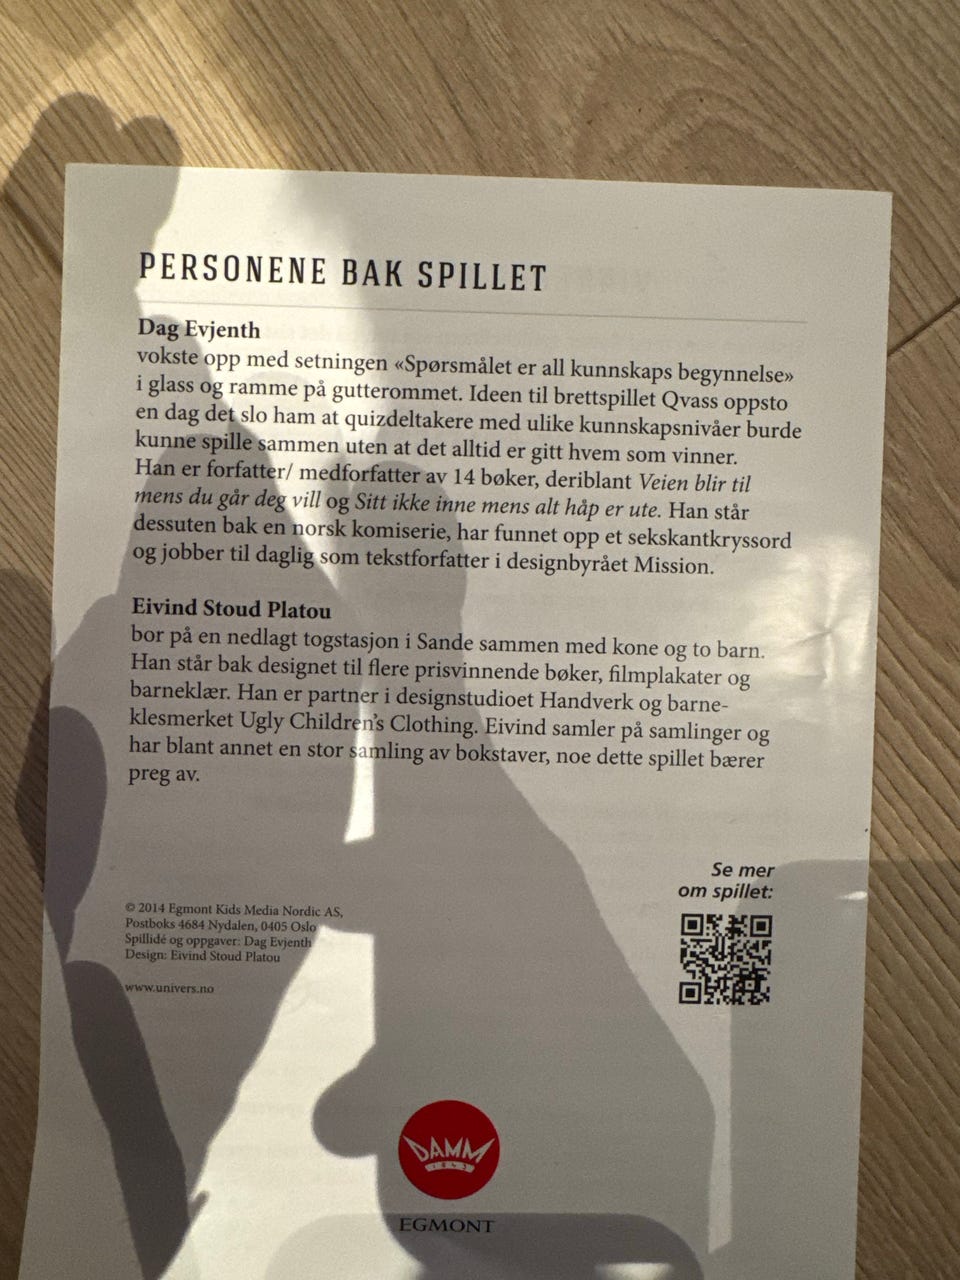 PERSONENE BAK SPILLET
Dag Evjenth
vokste opp med setningen «Spørsmålet er all kunnskaps begynnelse»
i glass og ramme på gutterommet. Ideen til brettspillet Qvass oppsto
en dag det slo ham at quizdeltakere med ulike kunnskapsnivåer burde
kunne spille sammen uten at det alltid er gitt hvem som vinner.
Han er forfatter/ medforfatter av 14 bøker, deriblant Veien blir til
mens du går deg vill og Sitt ikke inne mens alt håp er ute. Han står
dessuten bak en norsk komiserie, har funnet opp et sekskantkryssord
og jobber til daglig som tekstforfatter i designbyrået Mission.
Eivind Stoud Platou
bor på en nedlagt togstasjon i Sande sammen med kone og to barn.
Han står bak designet til flere prisvinnende bøker, filmplakater og
barneklær. Han er partner i designstudioet Handverk og barne-
klesmerket Ugly Children's Clothing. Eivind samler på samlinger og
har blant annet en stor samling av bokstaver, noe dette spillet bærer
preg av.
Se mer
om spillet:
© 2014 Egmont Kids Media Nordic AS,
Postboks 4684 Nydalen, 0405 Oslo
Spillidé og oppgaver: Dag Evjenth
Design: Eivind Stoud Platou
www.univers.no
DAMM
1843
EGMONT